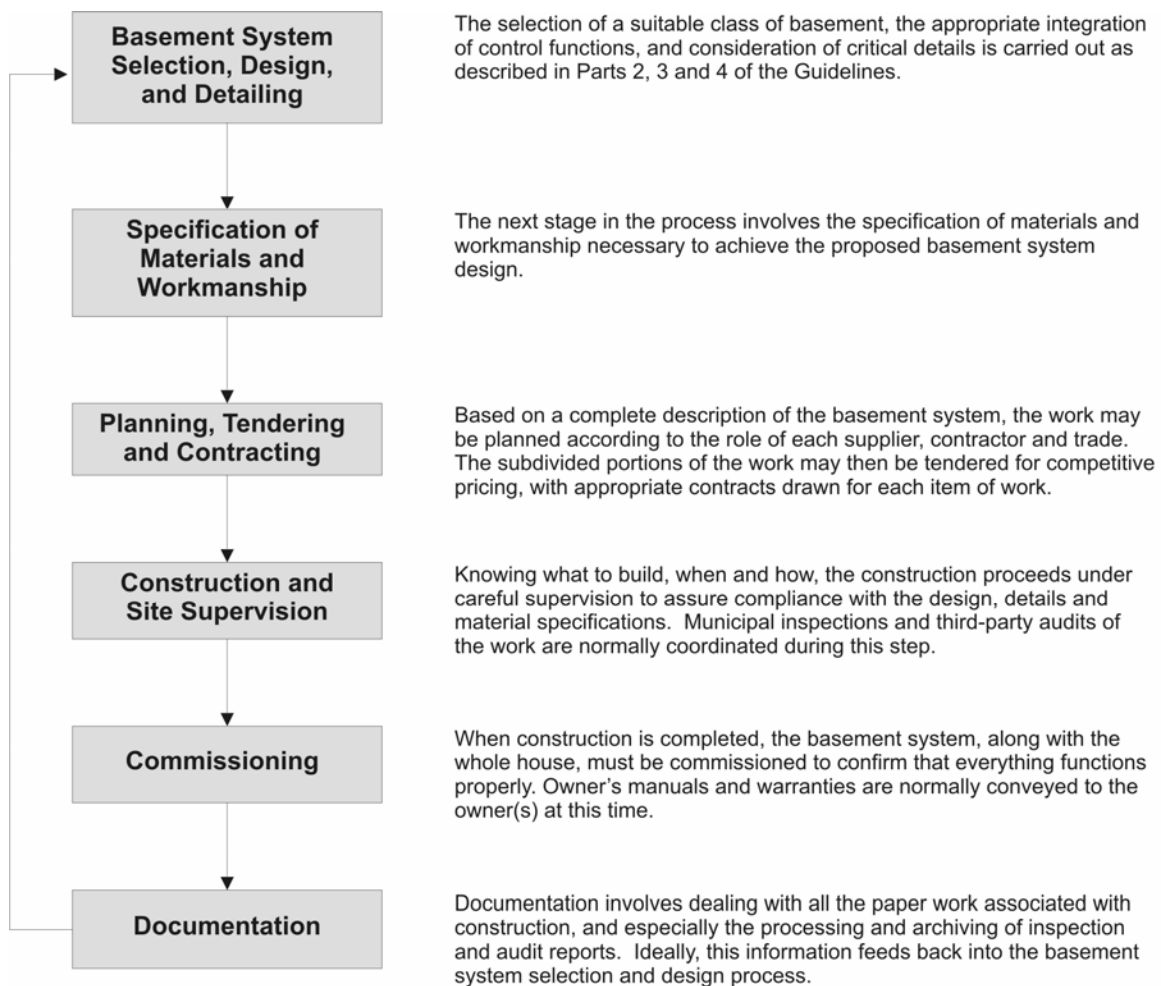 Basement System
Selection, Design,
and Detailing
The selection of a suitable class of basement, the appropriate integration
of control functions, and consideration of critical details is carried out as
described in Parts 2, 3 and 4 of the Guidelines.
Specification of
Materials and
Workmanship
The next stage in the process involves the specification of materials and
workmanship necessary to achieve the proposed basement system
design.
Planning, Tendering
and Contracting
Based on a complete description of the basement system, the work may
be planned according to the role of each supplier, contractor and trade.
The subdivided portions of the work may then be tendered for competitive
pricing, with appropriate contracts drawn for each item of work.
Construction and
Site Supervision
Knowing what to build, when and how, the construction proceeds under
careful supervision to assure compliance with the design, details and
material specifications.  Municipal inspections and third-party audits of
the work are normally coordinated during this step.
Commissioning
When construction is completed, the basement system, along with the
whole house, must be commissioned to confirm that everything functions
properly. Owner's manuals and warranties are normally conveyed to the
owner(s) at this time.
Documentation
Documentation involves dealing with all the paper work associated with
construction, and especially the processing and archiving of inspection
and audit reports.  Ideally, this information feeds back into the basement
system selection and design process.